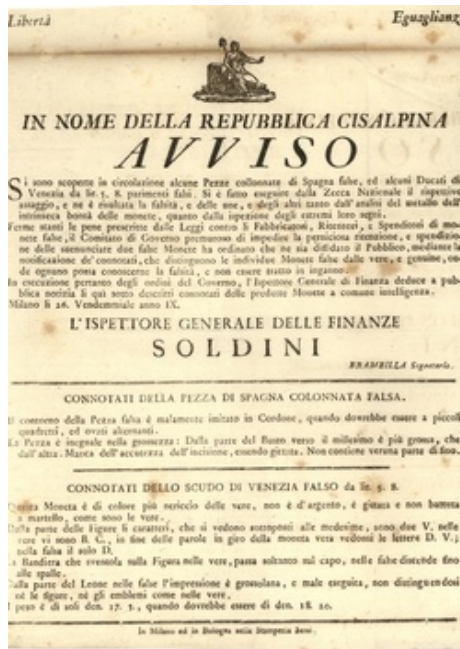 Libertà Eguaglianz
IN NOME DELLA REPUBBLICA CISALPINA
AVVISO
Si sono scoperte in circolazione alcune Pezze colonnate di Spagna false, ed alcuni Ducati di
Venezia da lir. 5. 8. parimenti falsi. Si è fatto eseguire dalla Zecca Nazionale il rispettivo
assaggio, e ne è risultata la falsità, e delle une, e degli altri tanto dall'analisi del metallo dell'
intrinseca bontà delle monete, quanto dalla ispezione degli estremi loro segni.
Ferme stanti le pene prescritte dalle Leggi contro li Fabbricatori, Ritentori, e Spenditori di mo-
nete false, il Comitato di Governo premuroso di impedire la perniciosa ritenzione, e spendizio-
ne delle mentovate due false Monete ha ordinato che ne sia diffidato il Pubblico, mediante la
notificazione de' connotati, che distinguono le individue Monete false dalle vere, e genuine, on-
de ognuno possa conoscerne la falsità, e non essere tratto in inganno.
In esecuzione pertanto degli ordini del Governo, l'Ispettore Generale di Finanza deduce a pub-
blica notizia li qui sotto descritti connotati delle predotte Monete a comune intelligenza.
Milano li 26. Vendemmiale anno IX.
L'ISPETTORE GENERALE DELLE FINANZE
SOLDINI
BRAMBILLA Segretario.
CONNOTATI DELLA PEZZA DI SPAGNA COLONNATA FALSA.
Il contorno della Pezza falsa è malamente imitato in Cordone, quando dovrebbe essere a piccoli
quadretti, ed ovati alternanti.
La Pezza è ineguale nella grossezza: Dalla parte del Busto verso il millesimo è più grossa, che
dall'altra. Manca dell'accuratezza dell'incisione, essendo gittata. Non contiene veruna parte di fino.
CONNOTATI DELLO SCUDO DI VENEZIA FALSO da lir. 5. 8.
Questa Moneta è di colore più nericcio delle vere, non è d'argento, è gittata e non battuta
a martello, come sono le vere.
Dalla parte delle Figure li caratteri, che si vedono sottoposti alle medesime, sono due V. nelle
vere vi sono B. C., in fine delle parole in giro della moneta vera vedonsi le lettere D. V.;
nella falsa il solo D.
La Bandiera che sventola sulla Figura nelle vere, passa soltanto sul capo, nelle false discende fino
alle spalle.
Dalla parte del Leone nelle false l'impressione è grossolana, e male eseguita, non distinguendosi
nè le figure, nè gli emblemi come nelle vere.
Il peso è di soli den. 17. 5., quando dovrebbe essere di den. 18. 20.
In Milano ed in Bologna nella Stamperia